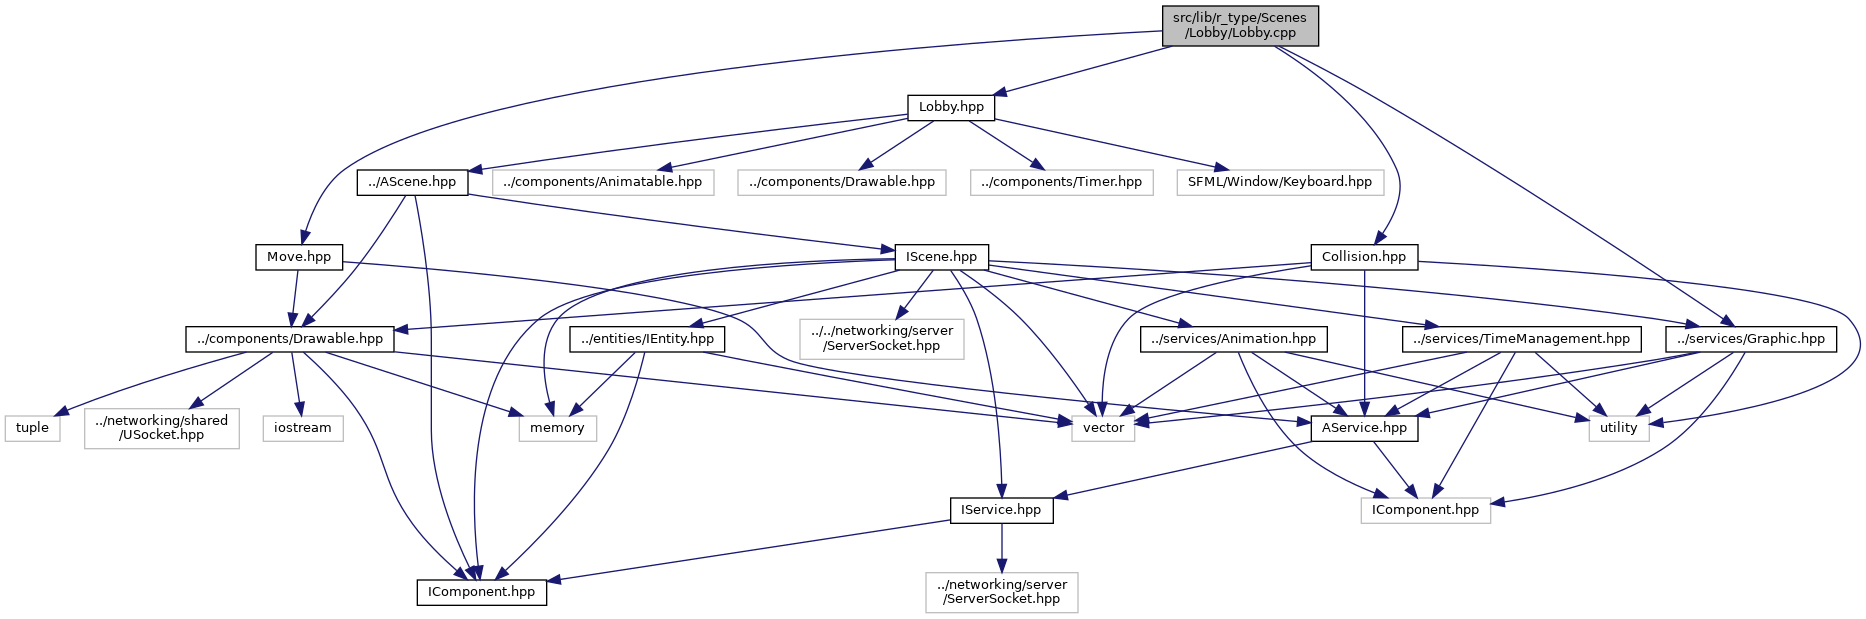 src/lib/r_type/Scenes
/Lobby/Lobby.cpp
Lobby.hpp
../AScene.hpp
../components/Animatable.hpp
../components/Drawable.hpp
../components/Timer.hpp
SFML/Window/Keyboard.hpp
Move.hpp
IScene.hpp
Collision.hpp
../components/Drawable.hpp
../entities/IEntity.hpp
../../networking/server
/ServerSocket.hpp
../services/Animation.hpp
../services/TimeManagement.hpp
../services/Graphic.hpp
tuple
../networking/shared
/USocket.hpp
iostream
memory
vector
AService.hpp
utility
IService.hpp
IComponent.hpp
IComponent.hpp
../networking/server
/ServerSocket.hpp